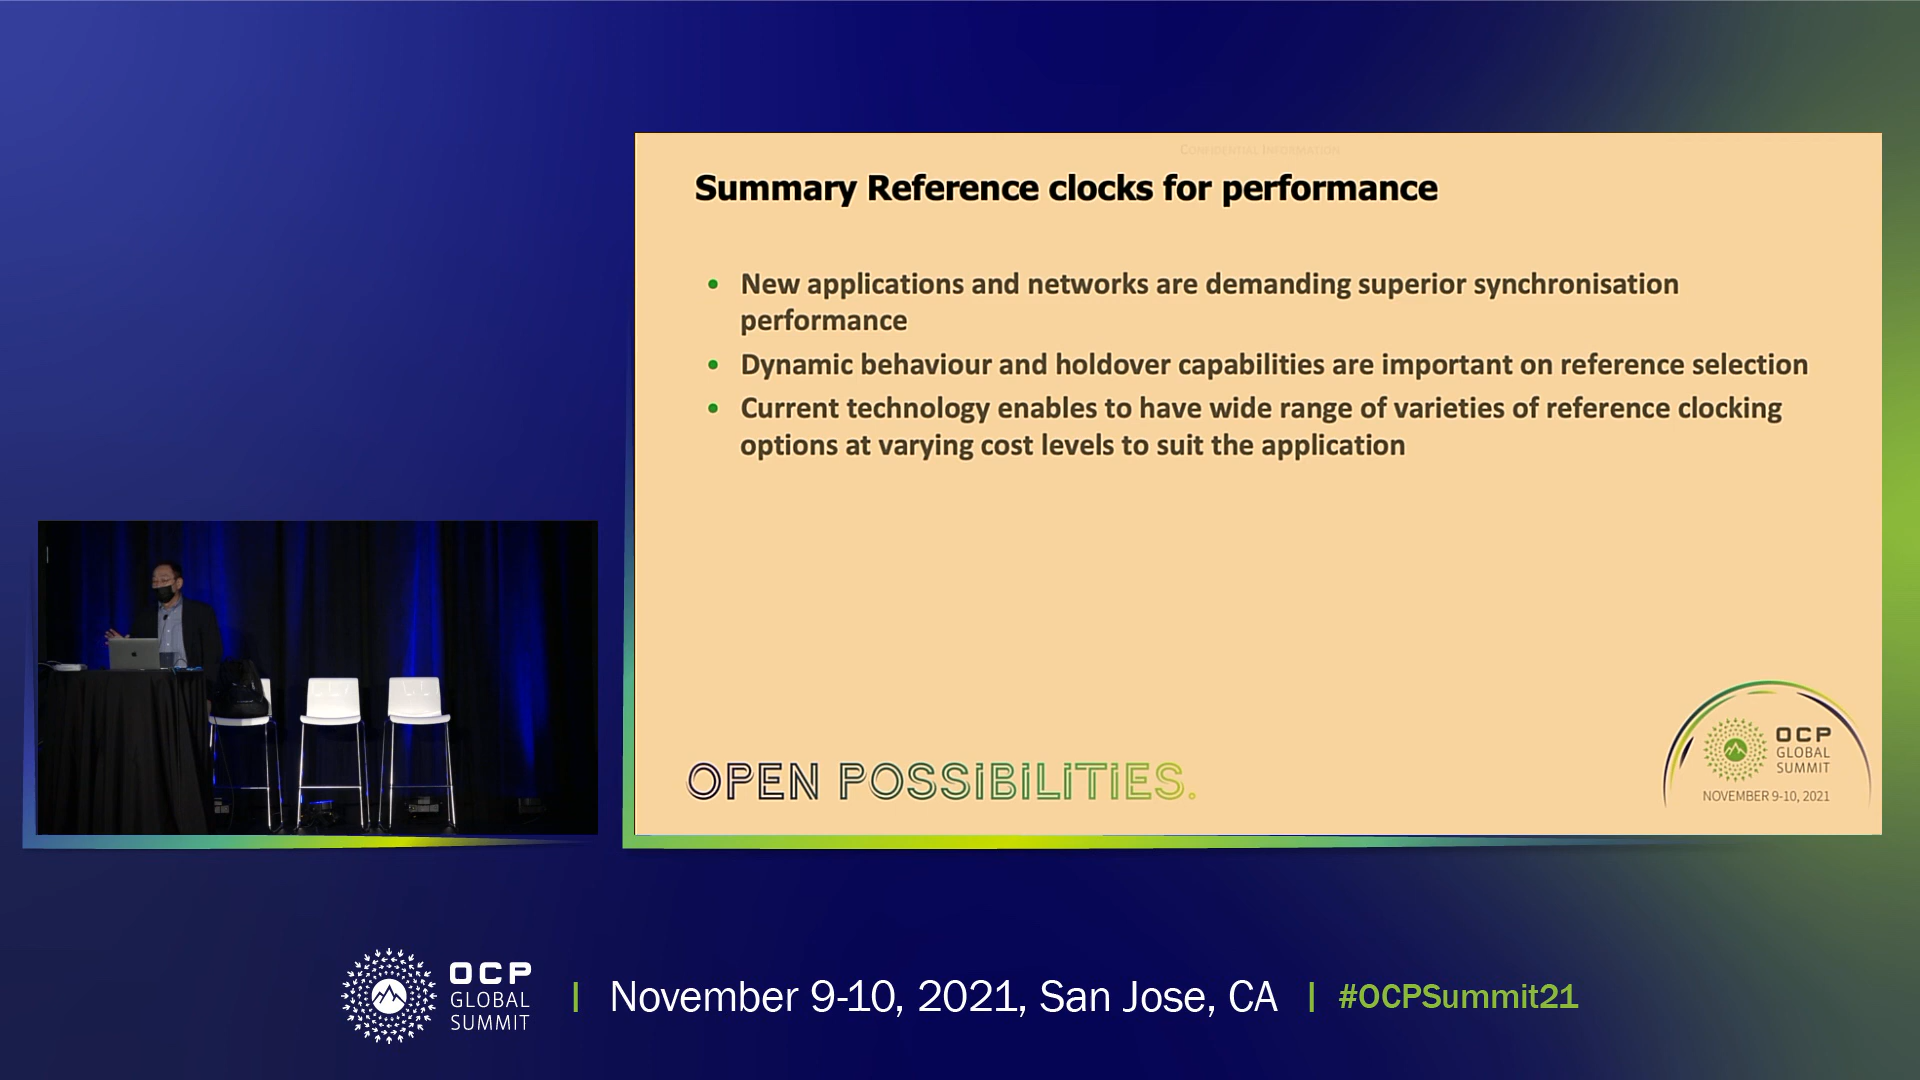 CONFIDENTIAL INFORMATION
Summary Reference clocks for performance
• New applications and networks are demanding superior synchronisation
performance
• Dynamic behaviour and holdover capabilities are important on reference selection
• Current technology enables to have wide range of varieties of reference clocking
options at varying cost levels to suit the application
OPEN POSSIBILITIES.
OCP
GLOBAL
SUMMIT
NOVEMBER 9-10, 2021
OCP
GLOBAL
SUMMIT
| November 9-10, 2021, San Jose, CA | #OCPSummit21